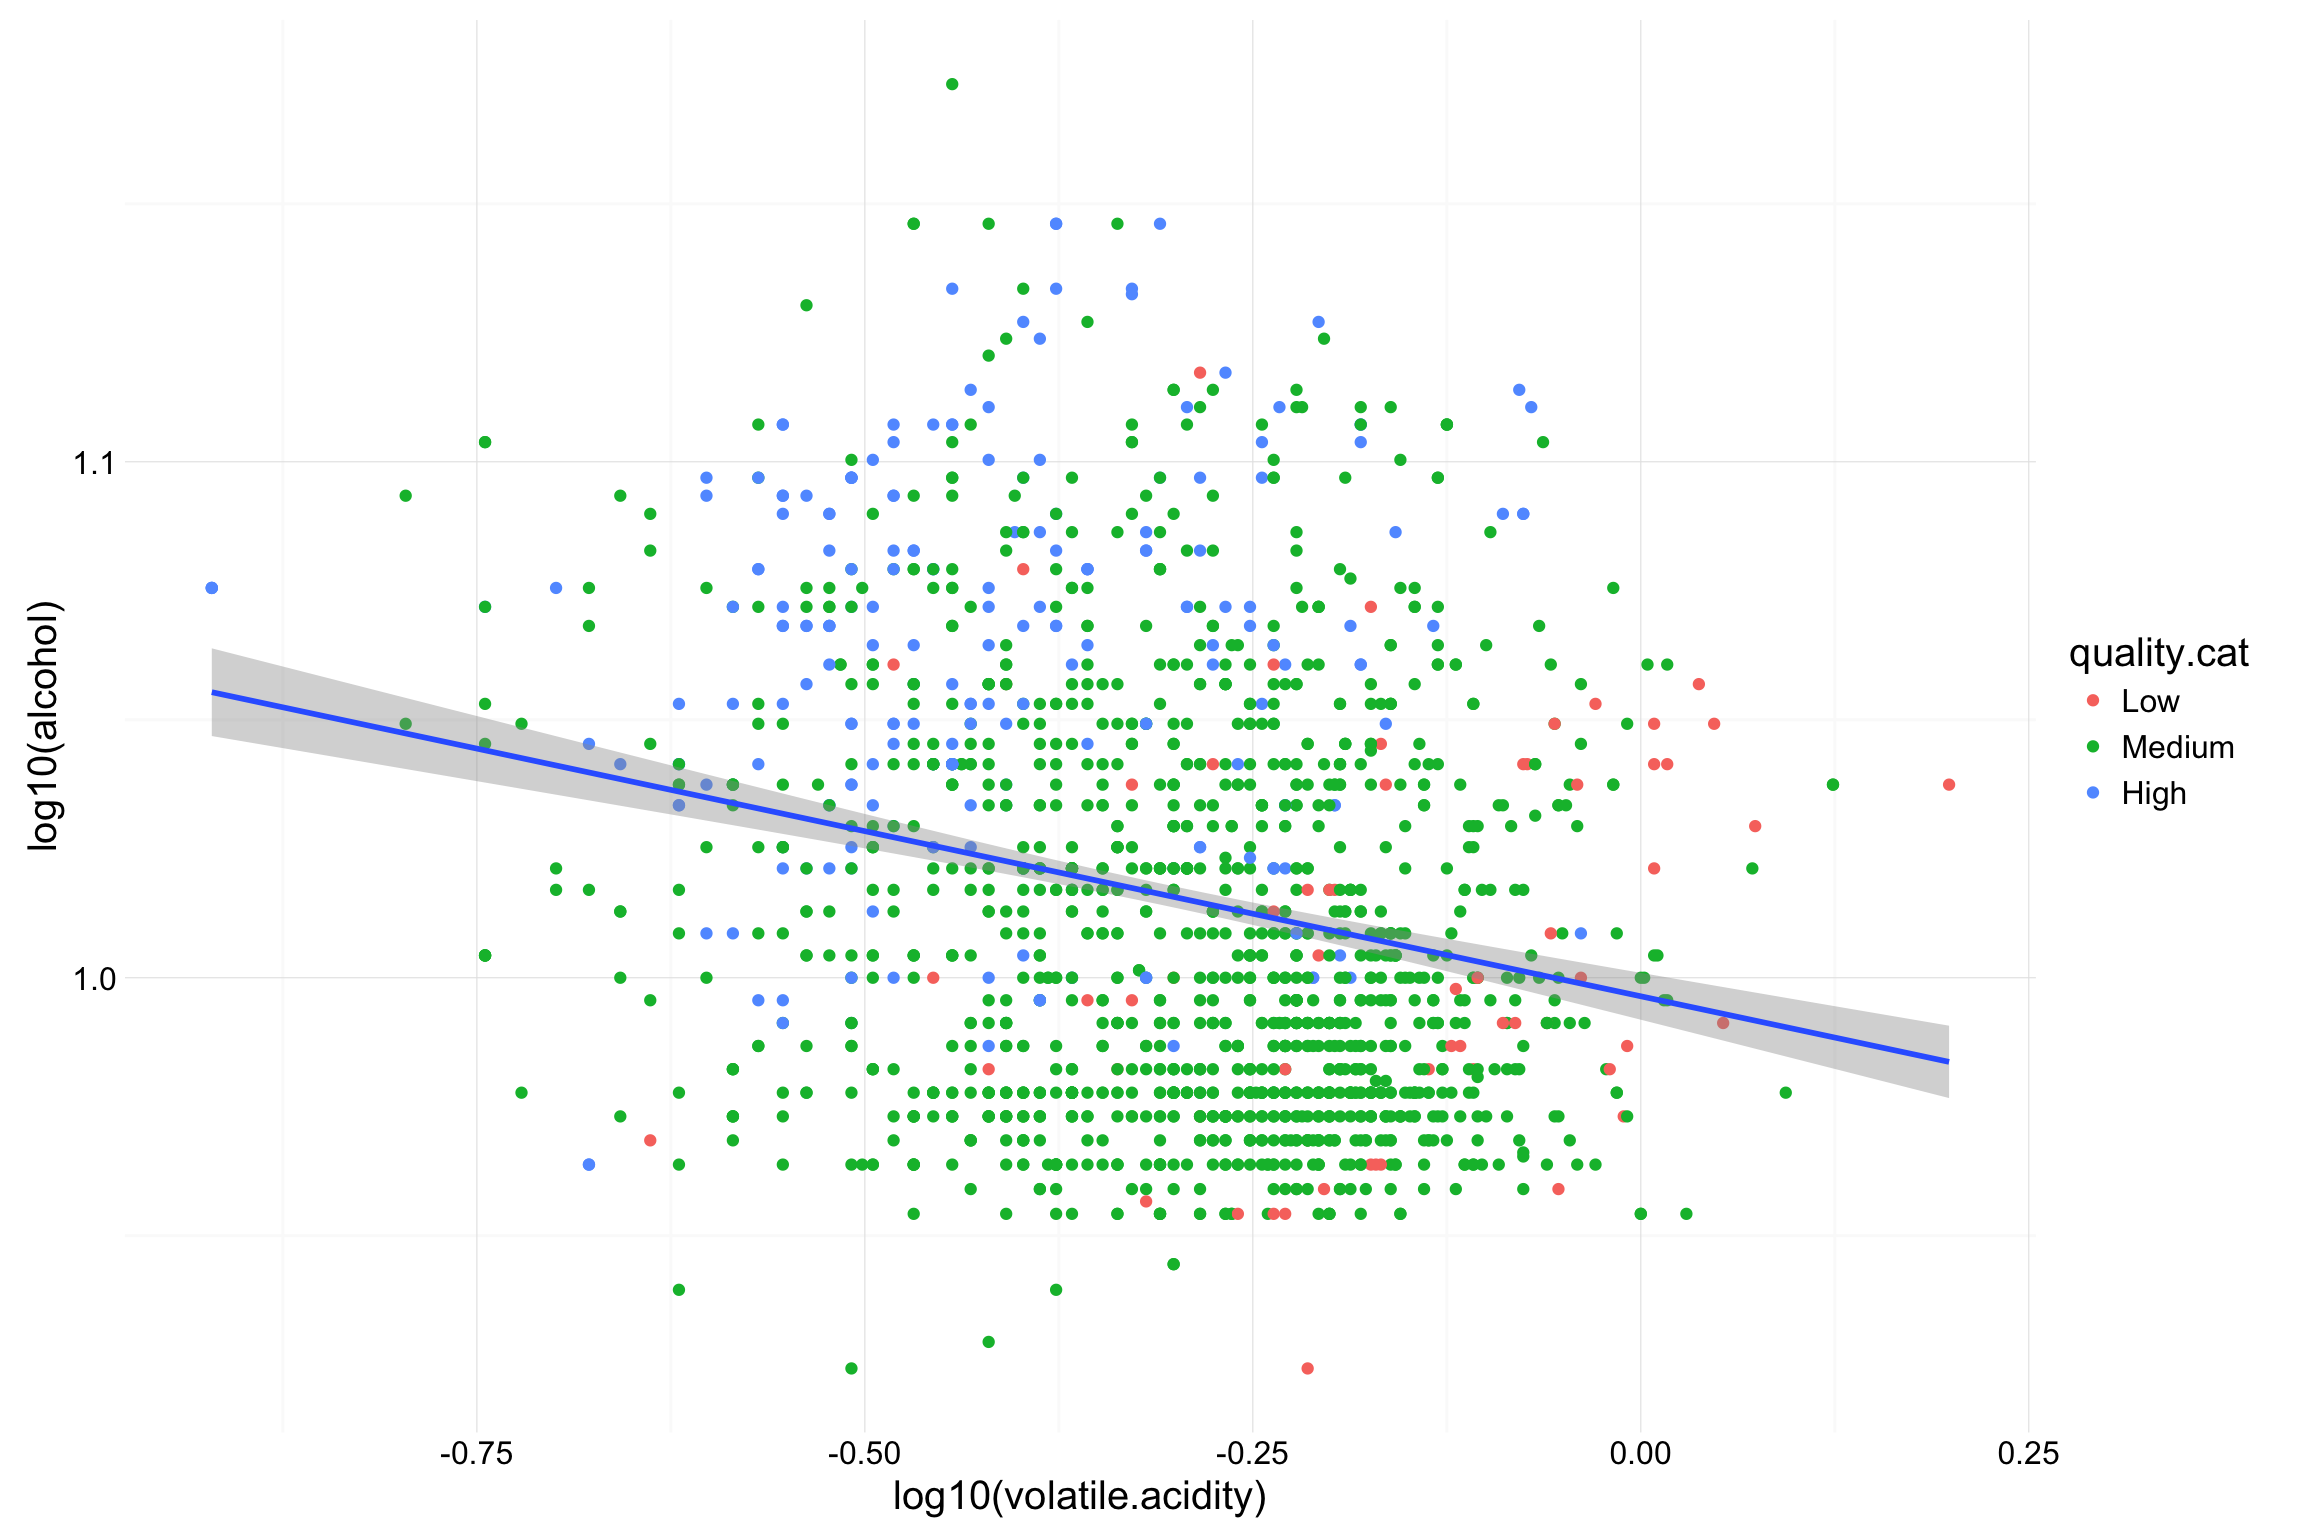 log10(alcohol)
1.1
1.0
-0.75
-0.50
-0.25
0.00
0.25
log10(volatile.acidity)
quality.cat
Low
Medium
High